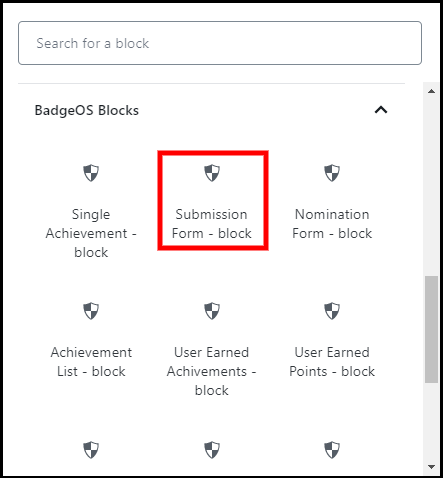 Search for a block
BadgeOS Blocks
Single
Achievement -
block
Submission
Form - block
Nomination
Form - block
Achievement
List - block
User Earned
Achivements -
block
User Earned
Points - block